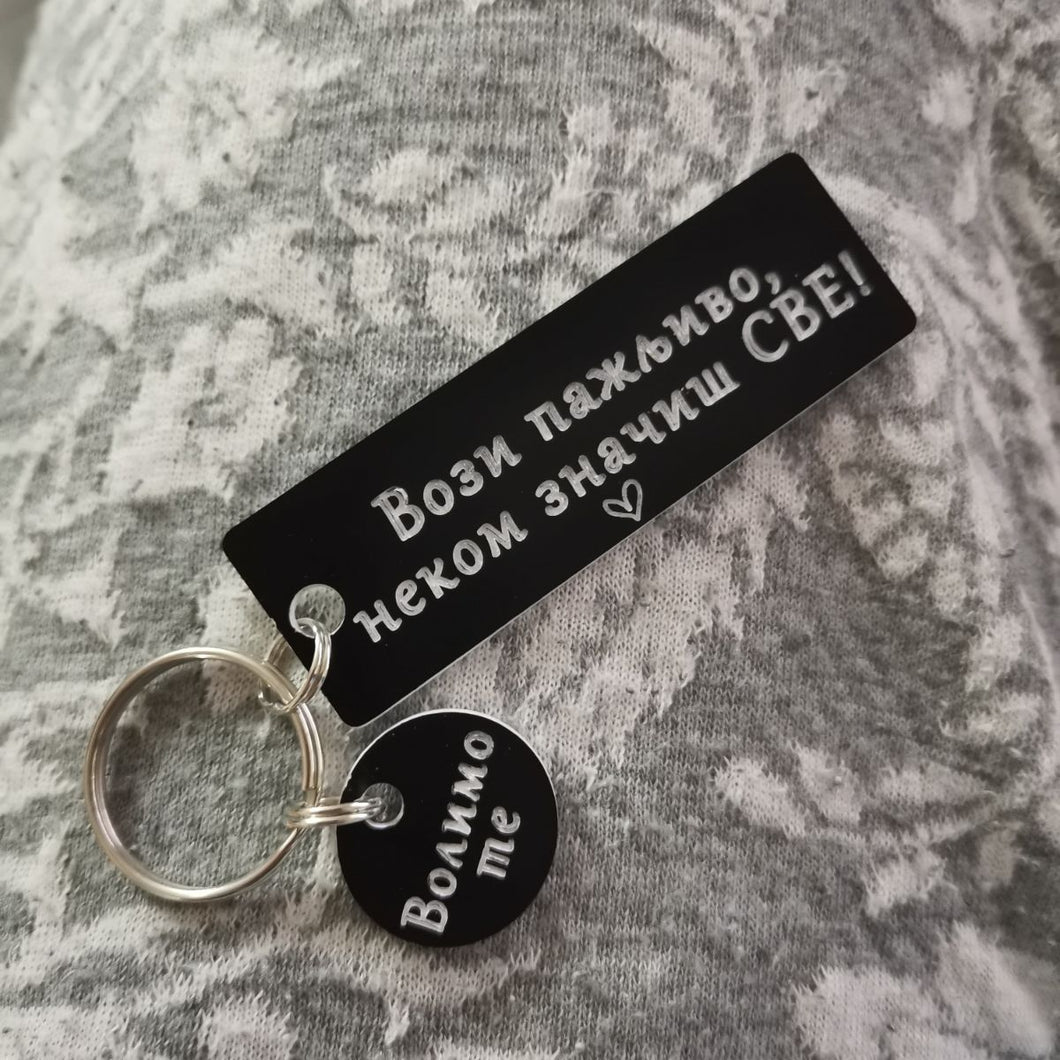 Вози пажљиво,
неком значиш СВЕ!
Волимо
те